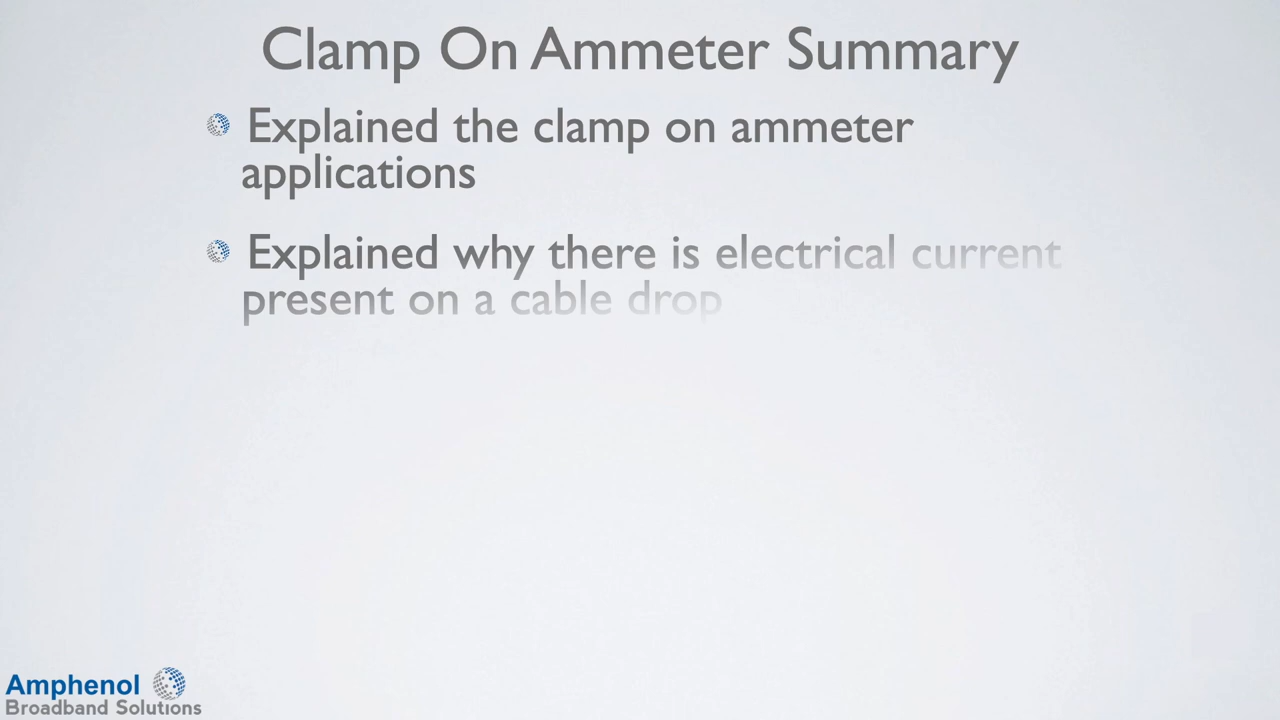 Clamp On Ammeter Summary
Explained the clamp on ammeter
applications
Explained why there is electrical current
present on a cable drop
Amphenol
Broadband Solutions